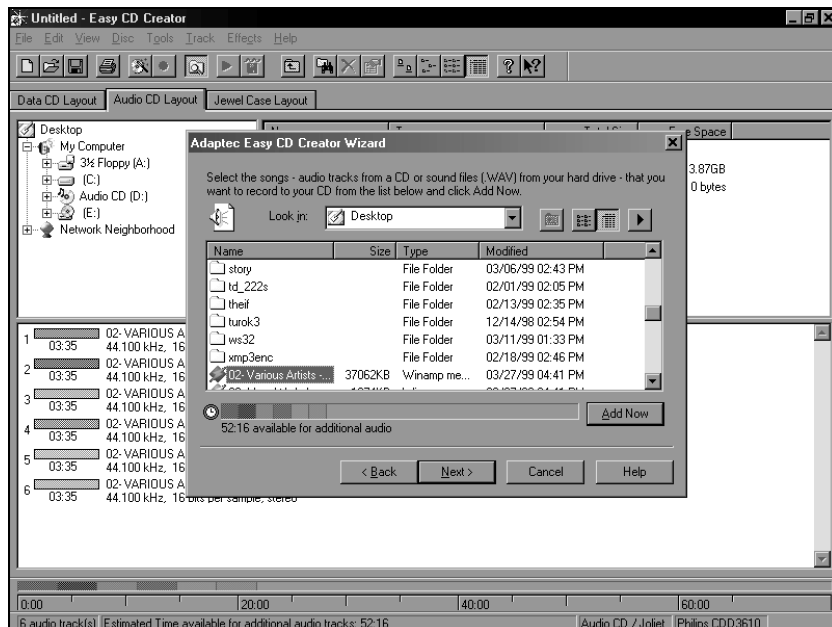 Untitled - Easy CD Creator
File Edit View Disc Tools Track Effects Help
Data CD Layout Audio CD Layout Jewel Case Layout
Desktop
My Computer
3½ Floppy (A:)
(C:)
Audio CD (D:)
(E:)
Network Neighborhood
e Space
3.87GB
0 bytes
Adaptec Easy CD Creator Wizard
Select the songs - audio tracks from a CD or sound files (.WAV) from your hard drive - that you
want to record to your CD from the list below and click Add Now.
Look in: Desktop
Name Size Type Modified
story File Folder 03/06/99 02:43 PM
td_222s File Folder 02/01/99 02:05 PM
theif File Folder 02/13/99 02:35 PM
turok3 File Folder 12/14/98 02:54 PM
ws32 File Folder 03/11/99 01:33 PM
xmp3enc File Folder 02/18/99 02:46 PM
02- Various Artists -... 37062KB Winamp me... 03/27/99 04:41 PM
52:16 available for additional audio
Add Now
< Back Next > Cancel Help
1 02- VARIOUS A
03:35 44.100 kHz, 16
2 02- VARIOUS A
03:35 44.100 kHz, 16
3 02- VARIOUS A
03:35 44.100 kHz, 16
4 02- VARIOUS A
03:35 44.100 kHz, 16
5 02- VARIOUS A
03:35 44.100 kHz, 16
6 02- VARIOUS A
03:35 44.100 kHz, 16 bits per sample, stereo
0:00 20:00 40:00 60:00
6 audio track(s) Estimated Time available for additional audio tracks: 52:16 Audio CD / Joliet Philips CDD3610